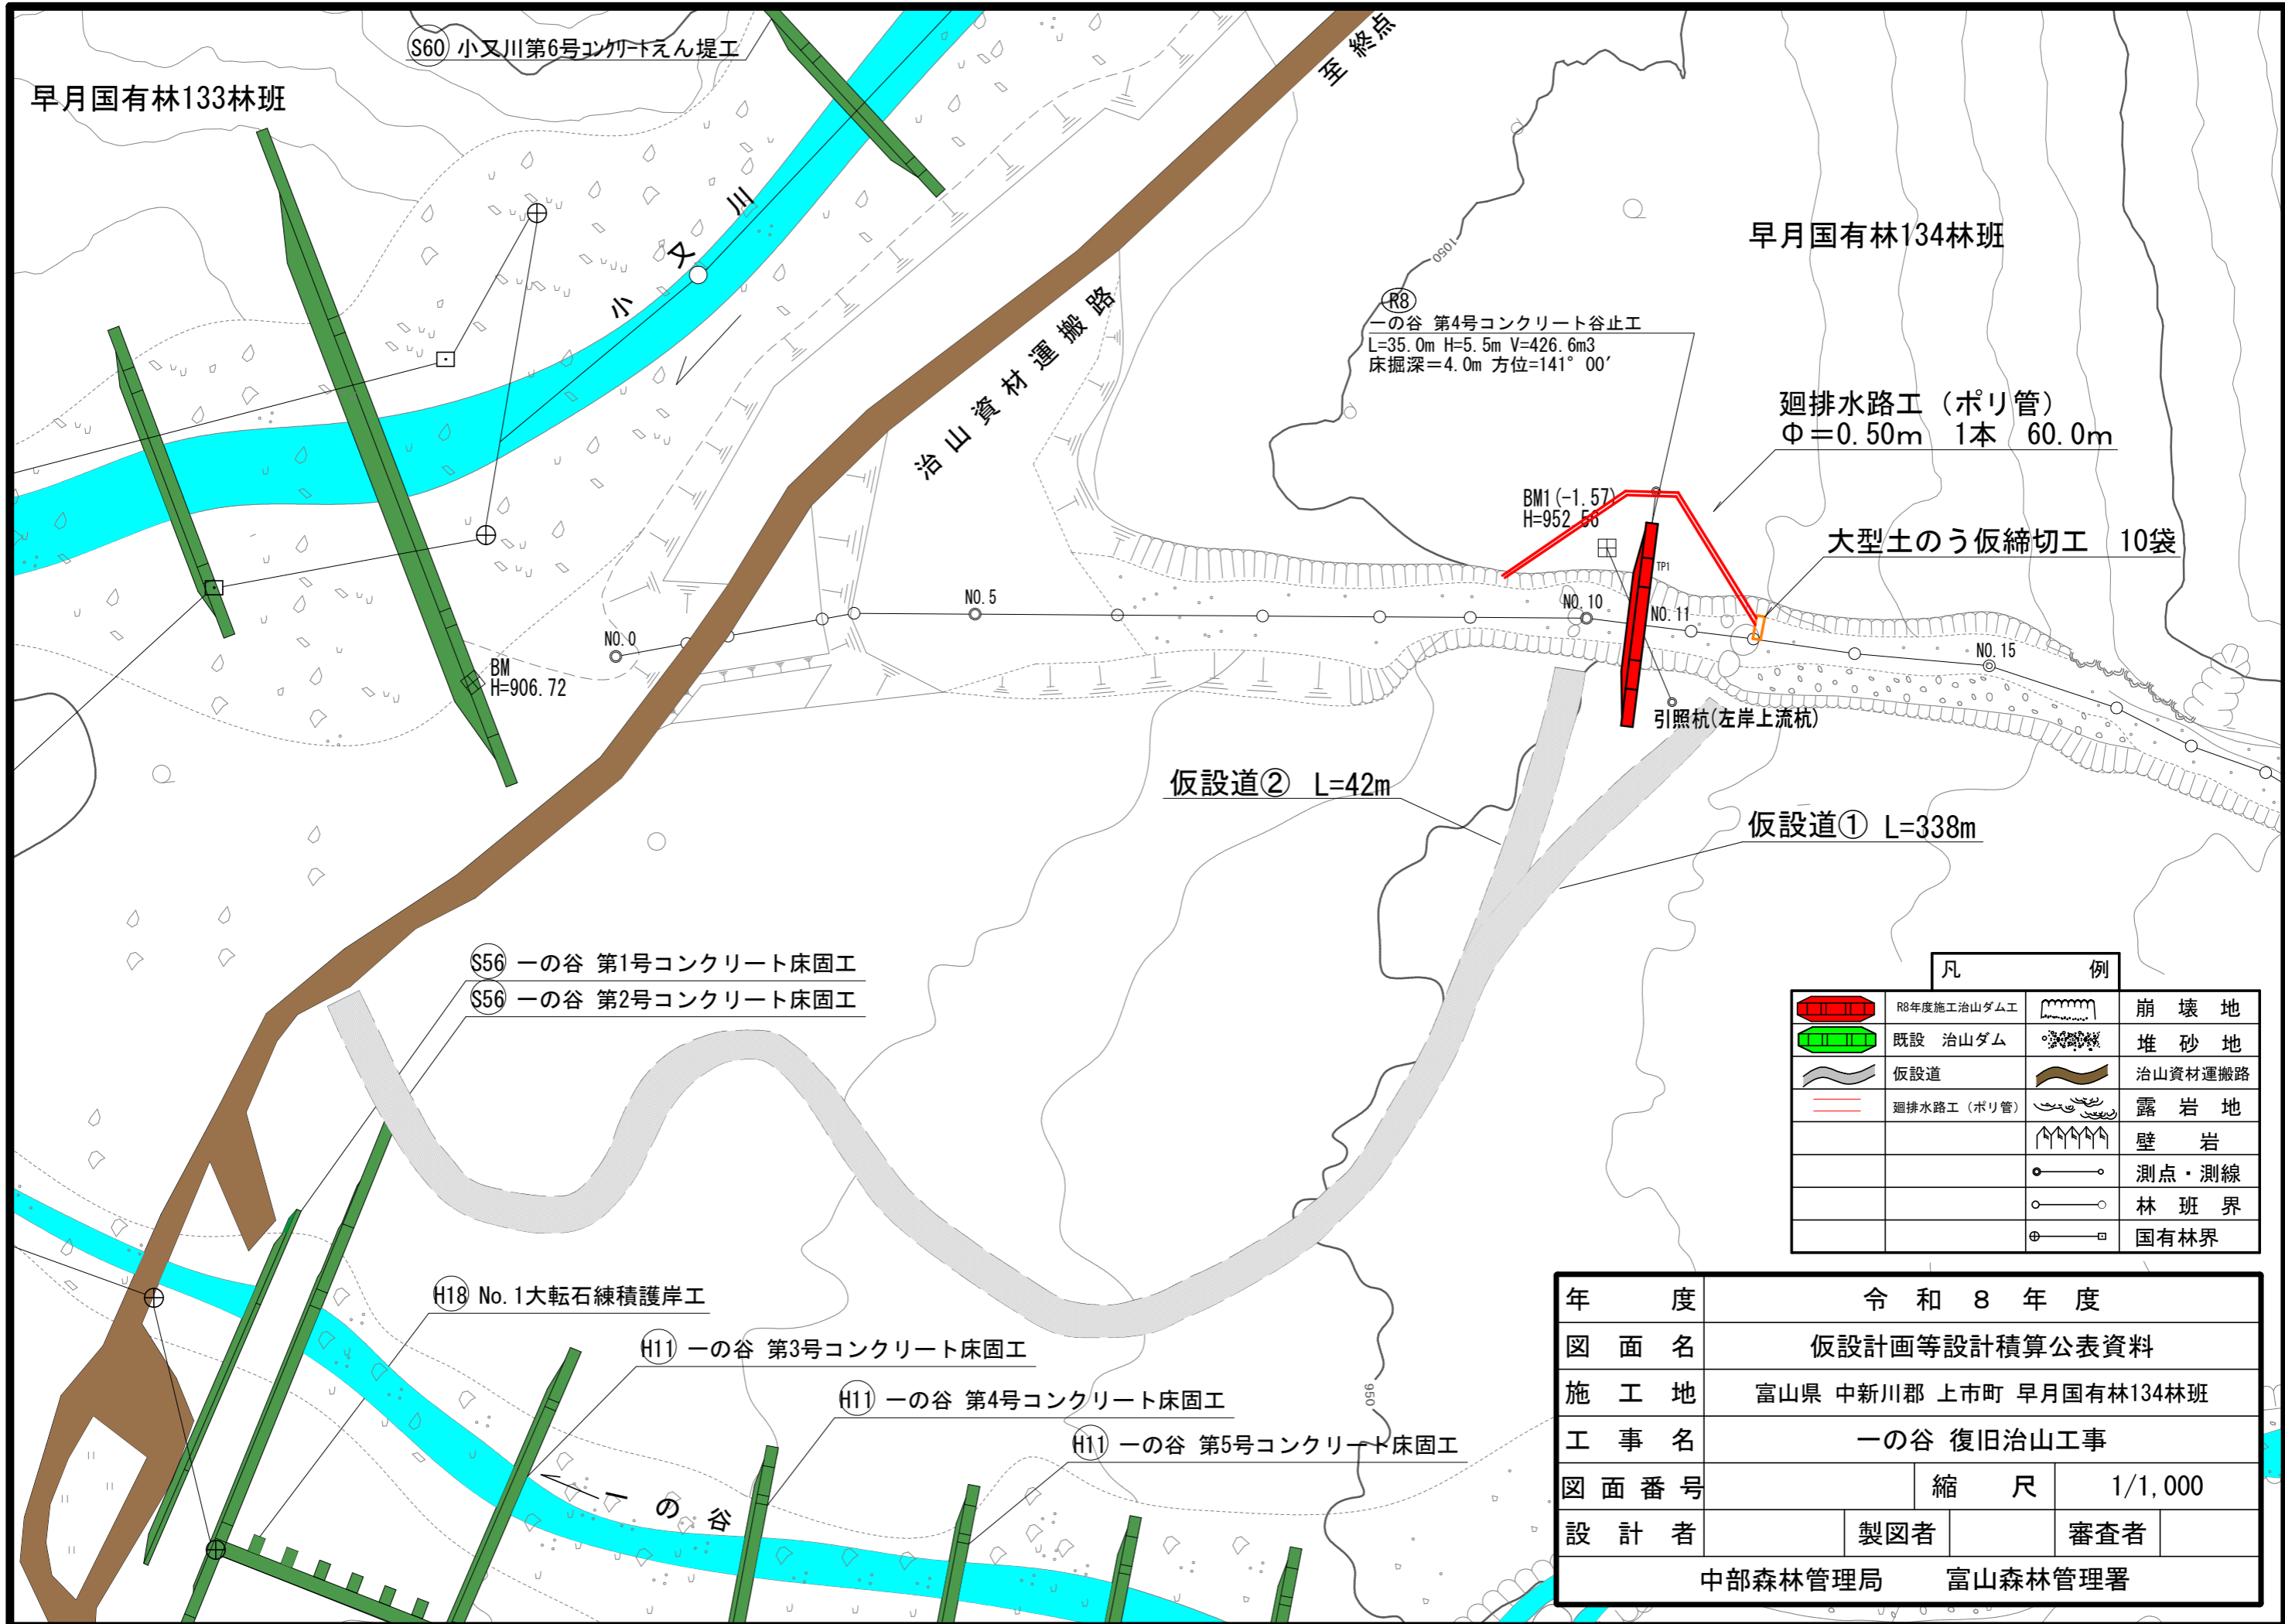 S60 小又川第6号コンクリートえん堤工
早月国有林133林班
至 終点
小又川
治山資材運搬路
1050
早月国有林134林班
R8
一の谷 第4号コンクリート谷止工
L=35.0m H=5.5m V=426.6m3
床掘深=4.0m 方位=141°00′
廻排水路工（ポリ管）
Φ=0.50m 1本 60.0m
BM1(-1.57)
H=952.56
大型土のう仮締切工 10袋
TP1
NO.0
NO.5
NO.10
NO.11
NO.15
BM
H=906.72
引照杭(左岸上流杭)
仮設道② L=42m
仮設道① L=338m
S56 一の谷 第1号コンクリート床固工
S56 一の谷 第2号コンクリート床固工
H18 No.1大転石練積護岸工
H11 一の谷 第3号コンクリート床固工
H11 一の谷 第4号コンクリート床固工
H11 一の谷 第5号コンクリート床固工
950
一の谷
凡例
R8年度施工治山ダム工 崩壊地
既設 治山ダム 堆砂地
仮設道 治山資材運搬路
廻排水路工（ポリ管） 露岩地
壁岩
測点・測線
林班界
国有林界
年度 令和8年度
図面名 仮設計画等設計積算公表資料
施工地 富山県 中新川郡 上市町 早月国有林134林班
工事名 一の谷 復旧治山工事
図面番号 縮尺 1/1,000
設計者 製図者 審査者
中部森林管理局 富山森林管理署